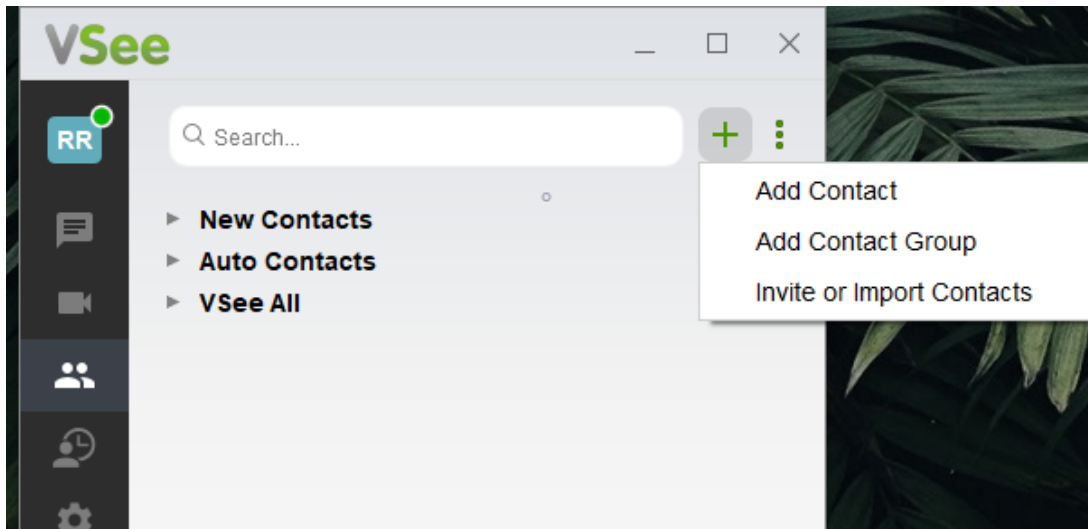 VSee
RR
Search...
Add Contact
Add Contact Group
Invite or Import Contacts
New Contacts
Auto Contacts
VSee All